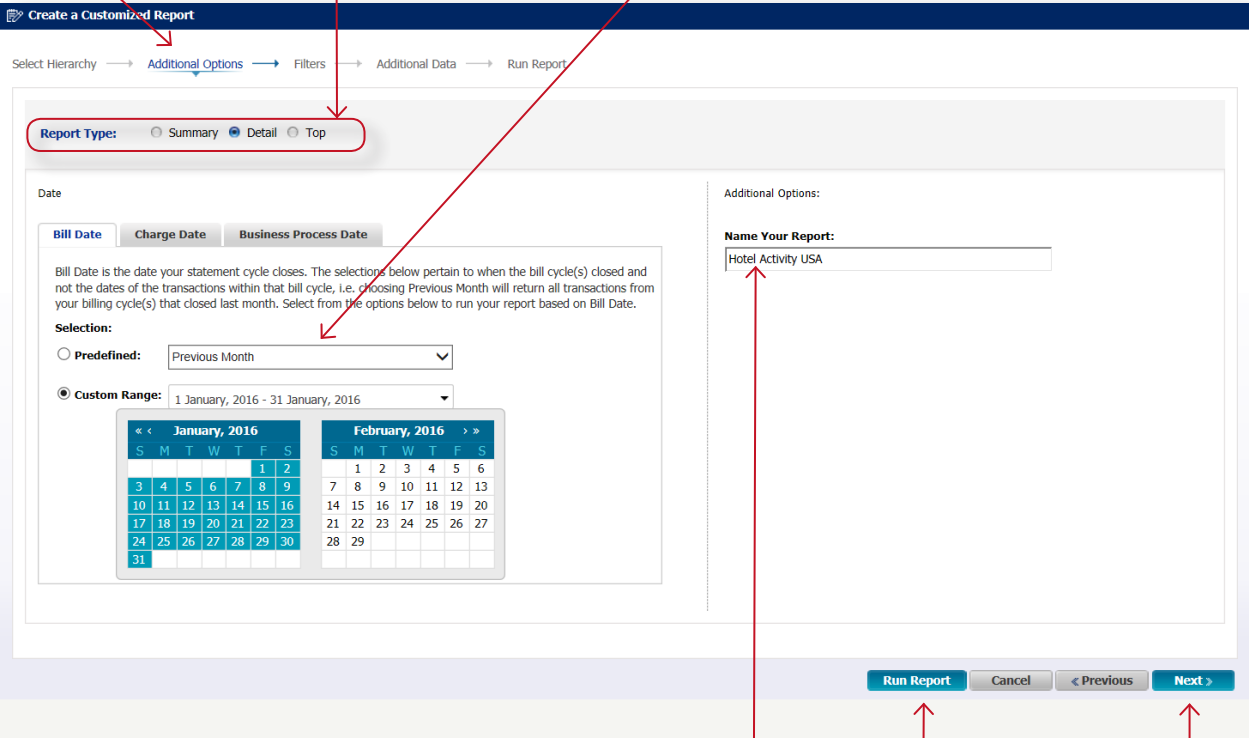 Create a Customized Report
Select Hierarchy Additional Options Filters Additional Data Run Report
Report Type: Summary Detail Top
Date
Bill Date Charge Date Business Process Date
Bill Date is the date your statement cycle closes. The selections below pertain to when the bill cycle(s) closed and
not the dates of the transactions within that bill cycle, i.e. choosing Previous Month will return all transactions from
your billing cycle(s) that closed last month. Select from the options below to run your report based on Bill Date.
Selection:
Predefined: Previous Month
Custom Range: 1 January, 2016 - 31 January, 2016
« ‹ January, 2016
S M T W T F S
1 2
3 4 5 6 7 8 9
10 11 12 13 14 15 16
17 18 19 20 21 22 23
24 25 26 27 28 29 30
31
February, 2016 › »
S M T W T F S
1 2 3 4 5 6
7 8 9 10 11 12 13
14 15 16 17 18 19 20
21 22 23 24 25 26 27
28 29
Additional Options:
Name Your Report:
Hotel Activity USA
Run Report Cancel « Previous Next »